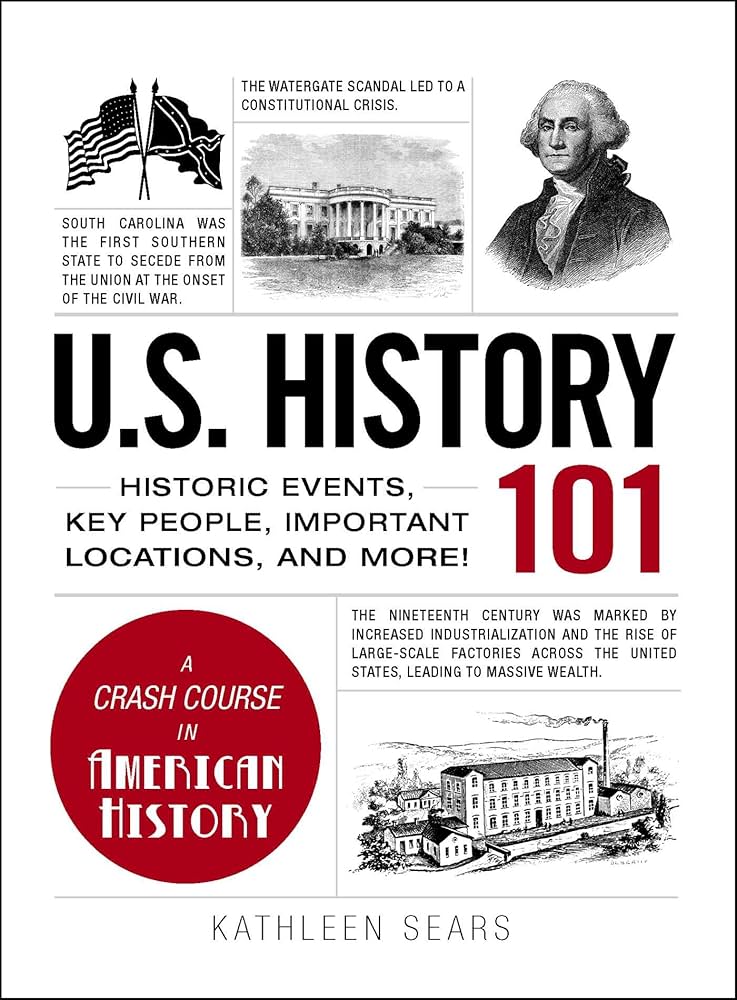 THE WATERGATE SCANDAL LED TO A
CONSTITUTIONAL CRISIS.
SOUTH CAROLINA WAS
THE FIRST SOUTHERN
STATE TO SECEDE FROM
THE UNION AT THE ONSET
OF THE CIVIL WAR.
U.S. HISTORY
HISTORIC EVENTS,
KEY PEOPLE, IMPORTANT
LOCATIONS, AND MORE!
101
A
CRASH COURSE
IN
AMERICAN
HISTORY
THE NINETEENTH CENTURY WAS MARKED BY
INCREASED INDUSTRIALIZATION AND THE RISE OF
LARGE-SCALE FACTORIES ACROSS THE UNITED
STATES, LEADING TO MASSIVE WEALTH.
KATHLEEN SEARS